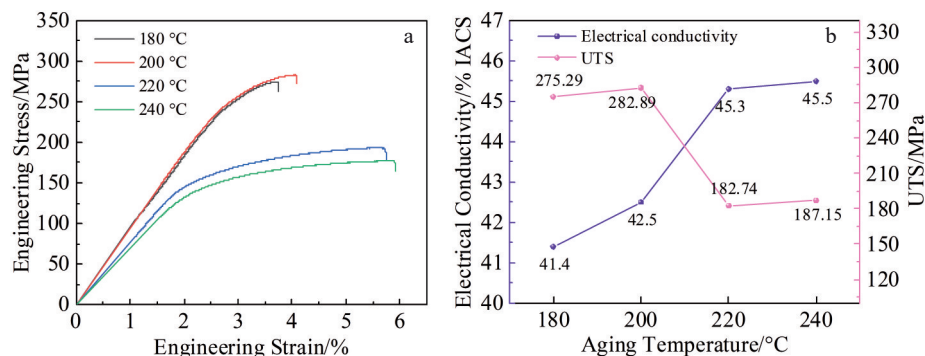 a
180 °C
200 °C
220 °C
240 °C
Engineering Stress/MPa
350
300
250
200
150
100
50
0
0 1 2 3 4 5 6
Engineering Strain/%
b
Electrical conductivity
UTS
Electrical Conductivity/% IACS
47
46
45
44
43
42
41
40
275.29
282.89
182.74
187.15
41.4
42.5
45.3
45.5
330
300
270
240
210
180
150
120
UTS/MPa
180 200 220 240
Aging Temperature/°C